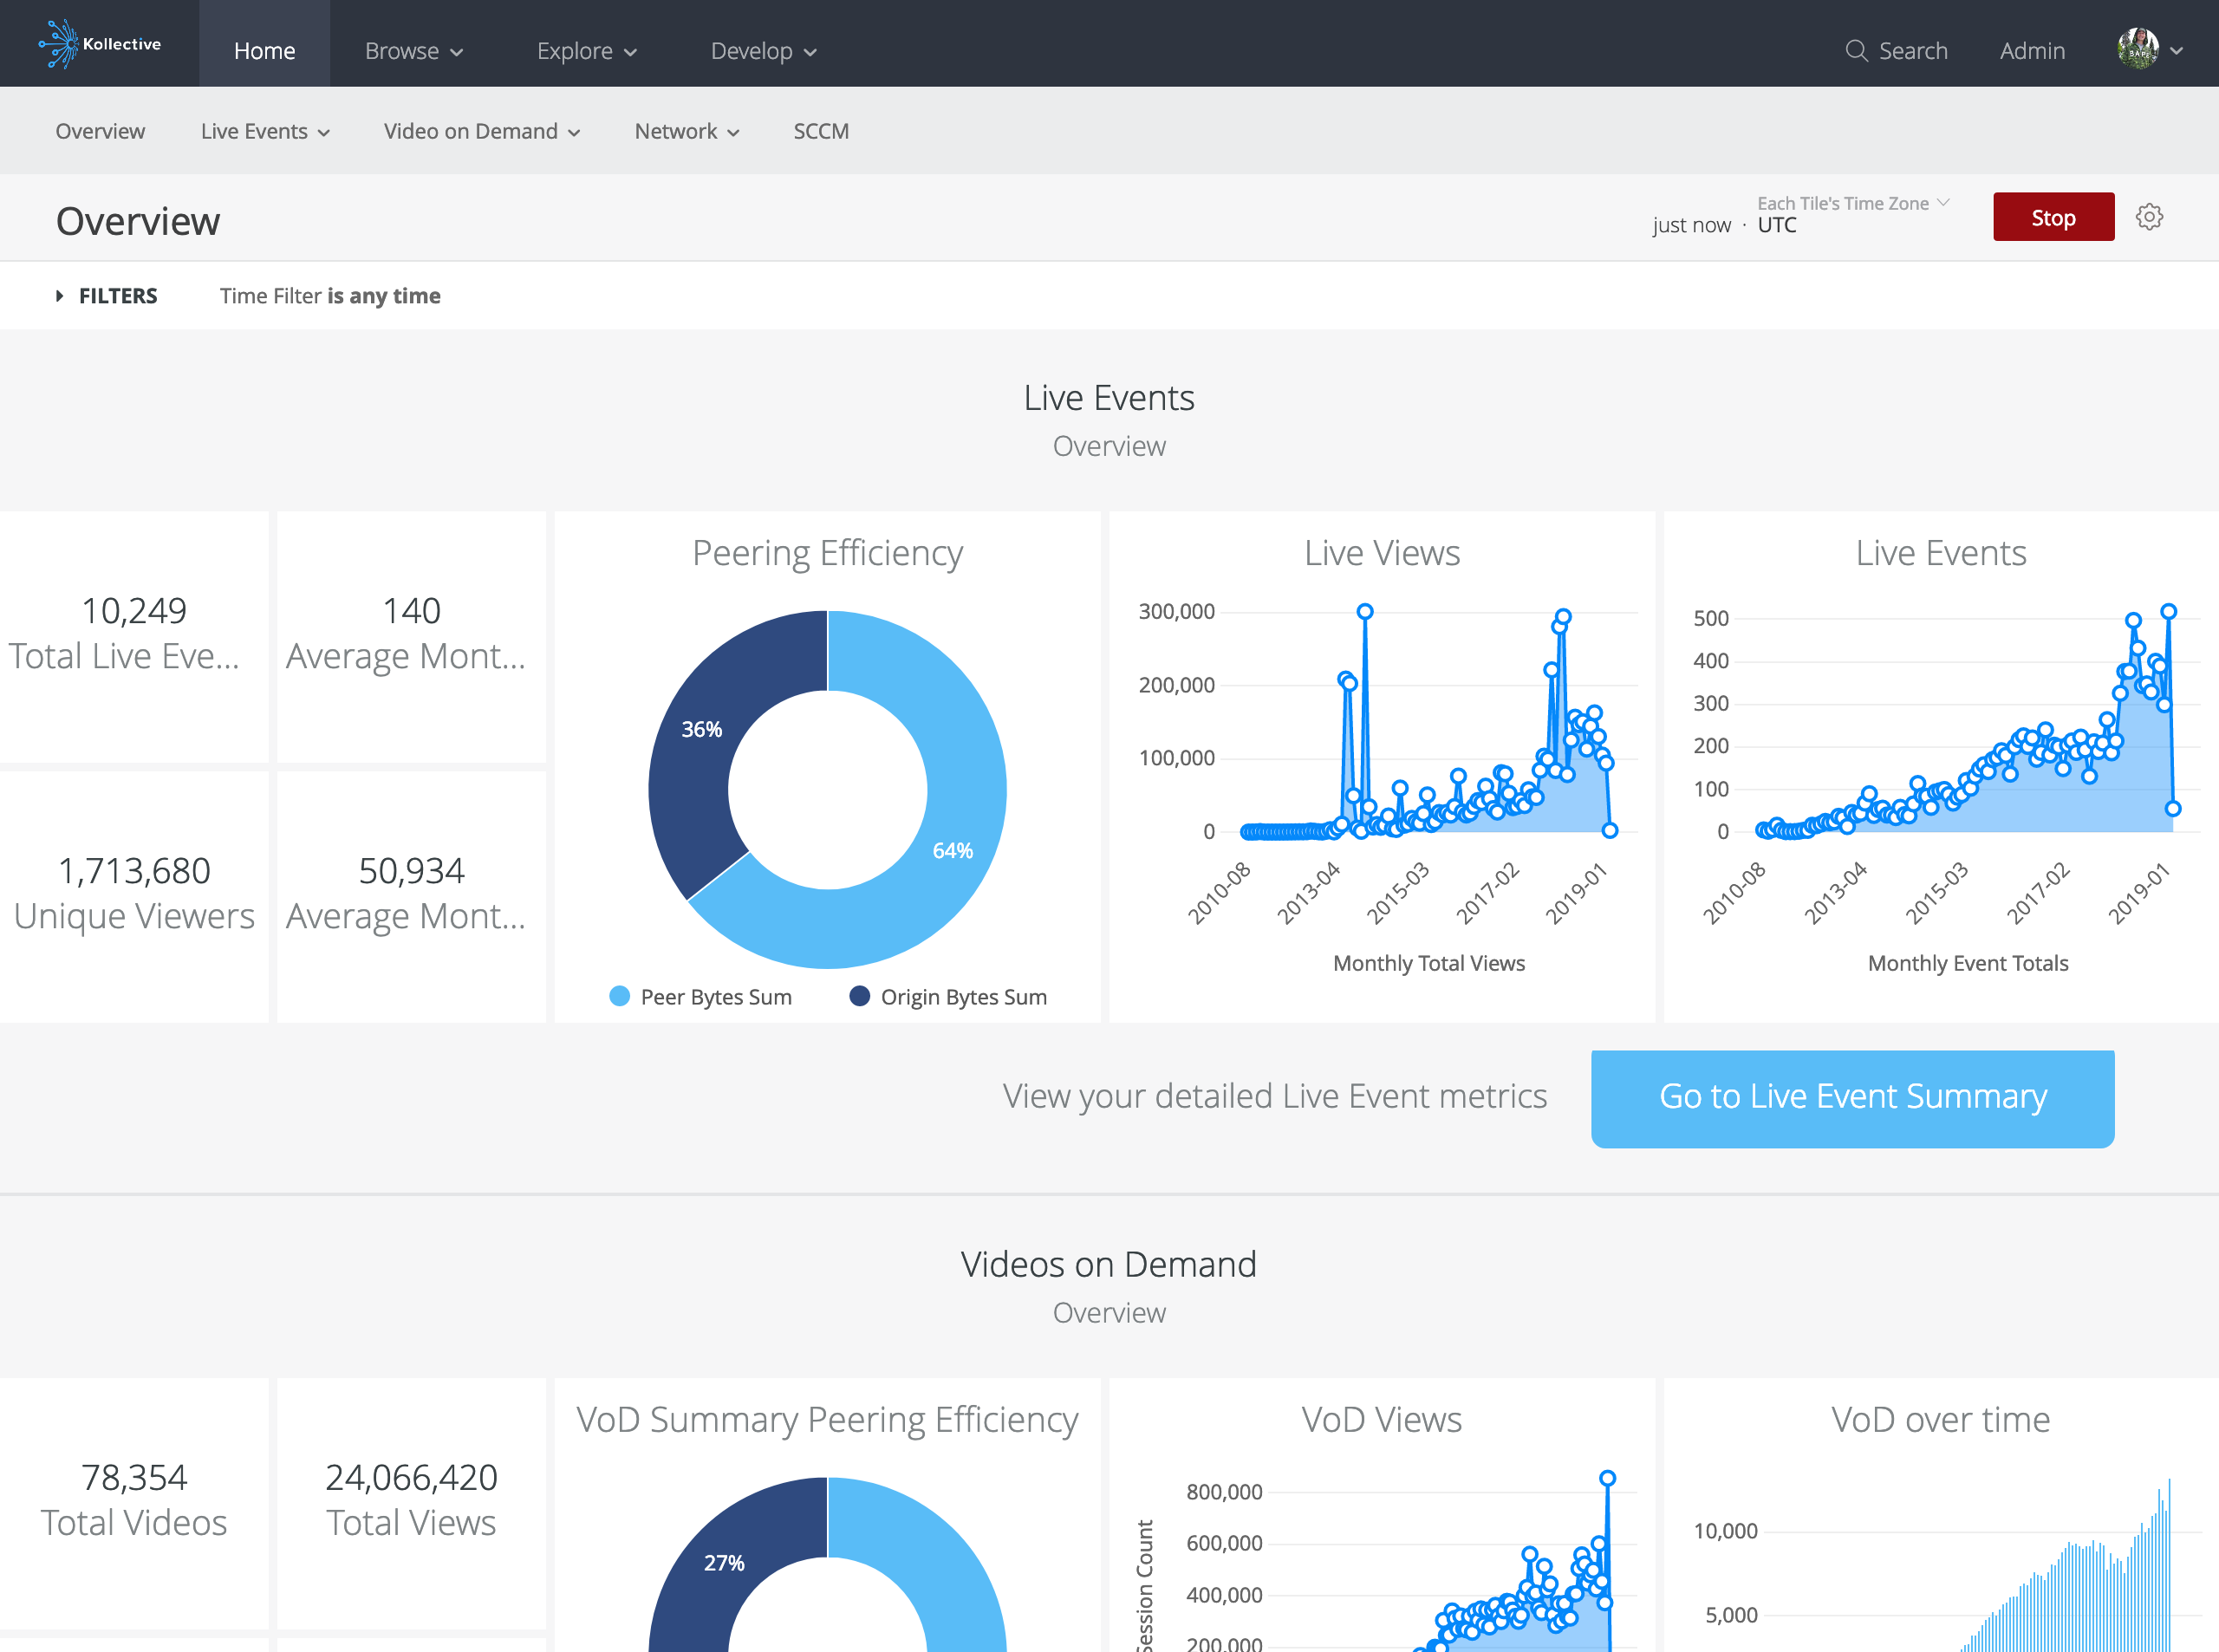 Kollective
Home
Browse
Explore
Develop
Search
Admin
Overview
Live Events
Video on Demand
Network
SCCM
Overview
Each Tile's Time Zone
just now · UTC
Stop
FILTERS
Time Filter is any time
Live Events
Overview
10,249
Total Live Eve...
140
Average Mont...
1,713,680
Unique Viewers
50,934
Average Mont...
Peering Efficiency
36%
64%
Peer Bytes Sum
Origin Bytes Sum
Live Views
300,000
200,000
100,000
0
2010-08
2013-04
2015-03
2017-02
2019-01
Monthly Total Views
Live Events
500
400
300
200
100
0
2010-08
2013-04
2015-03
2017-02
2019-01
Monthly Event Totals
View your detailed Live Event metrics
Go to Live Event Summary
Videos on Demand
Overview
78,354
Total Videos
24,066,420
Total Views
VoD Summary Peering Efficiency
27%
VoD Views
Session Count
800,000
600,000
400,000
200,000
VoD over time
10,000
5,000